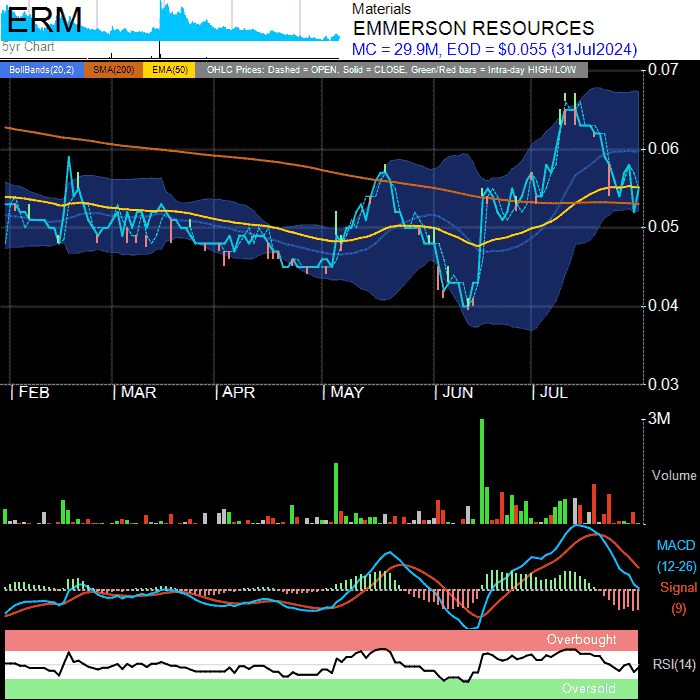 ERM
5yr Chart
Materials
EMMERSON RESOURCES
MC = 29.9M, EOD = $0.055 (31Jul2024)
BollBands(20,2) SMA(200) EMA(50) OHLC Prices: Dashed = OPEN, Solid = CLOSE, Green/Red bars = Intra-day HIGH/LOW
0.07
0.06
0.05
0.04
0.03
FEB MAR APR MAY JUN JUL
3M
Volume
MACD
(12-26)
Signal
(9)
Overbought
RSI(14)
Oversold